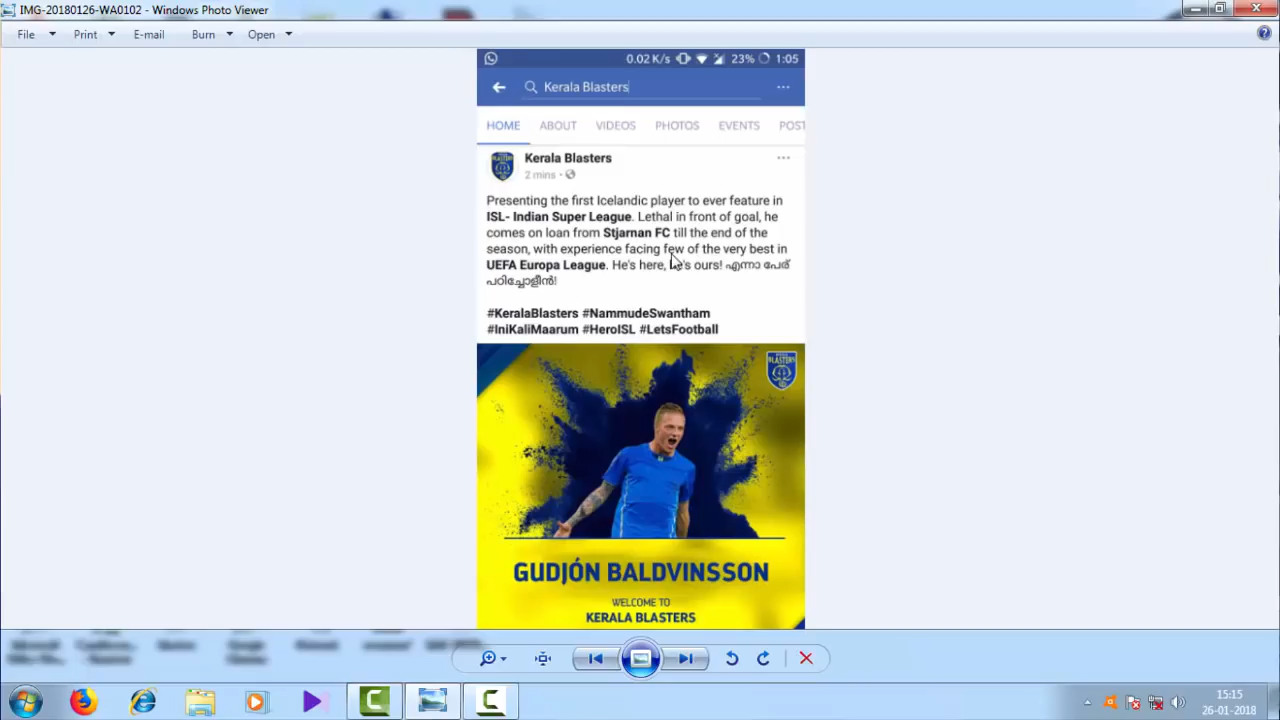 IMG-20180126-WA0102 - Windows Photo Viewer
File Print E-mail Burn Open
0.02 K/s 23% 1:05
Kerala Blasters
HOME ABOUT VIDEOS PHOTOS EVENTS POST
Kerala Blasters
2 mins •
Presenting the first Icelandic player to ever feature in
ISL- Indian Super League. Lethal in front of goal, he
comes on loan from Stjarnan FC till the end of the
season, with experience facing few of the very best in
UEFA Europa League. He's here, he's ours! എന്നാ പേര്
പഠിച്ചോളീൻ!
#KeralaBlasters #NammudeSwantham
#IniKaliMaarum #HeroISL #LetsFootball
BLASTERS
GUDJÓN BALDVINSSON
WELCOME TO
KERALA BLASTERS
15:15
26-01-2018